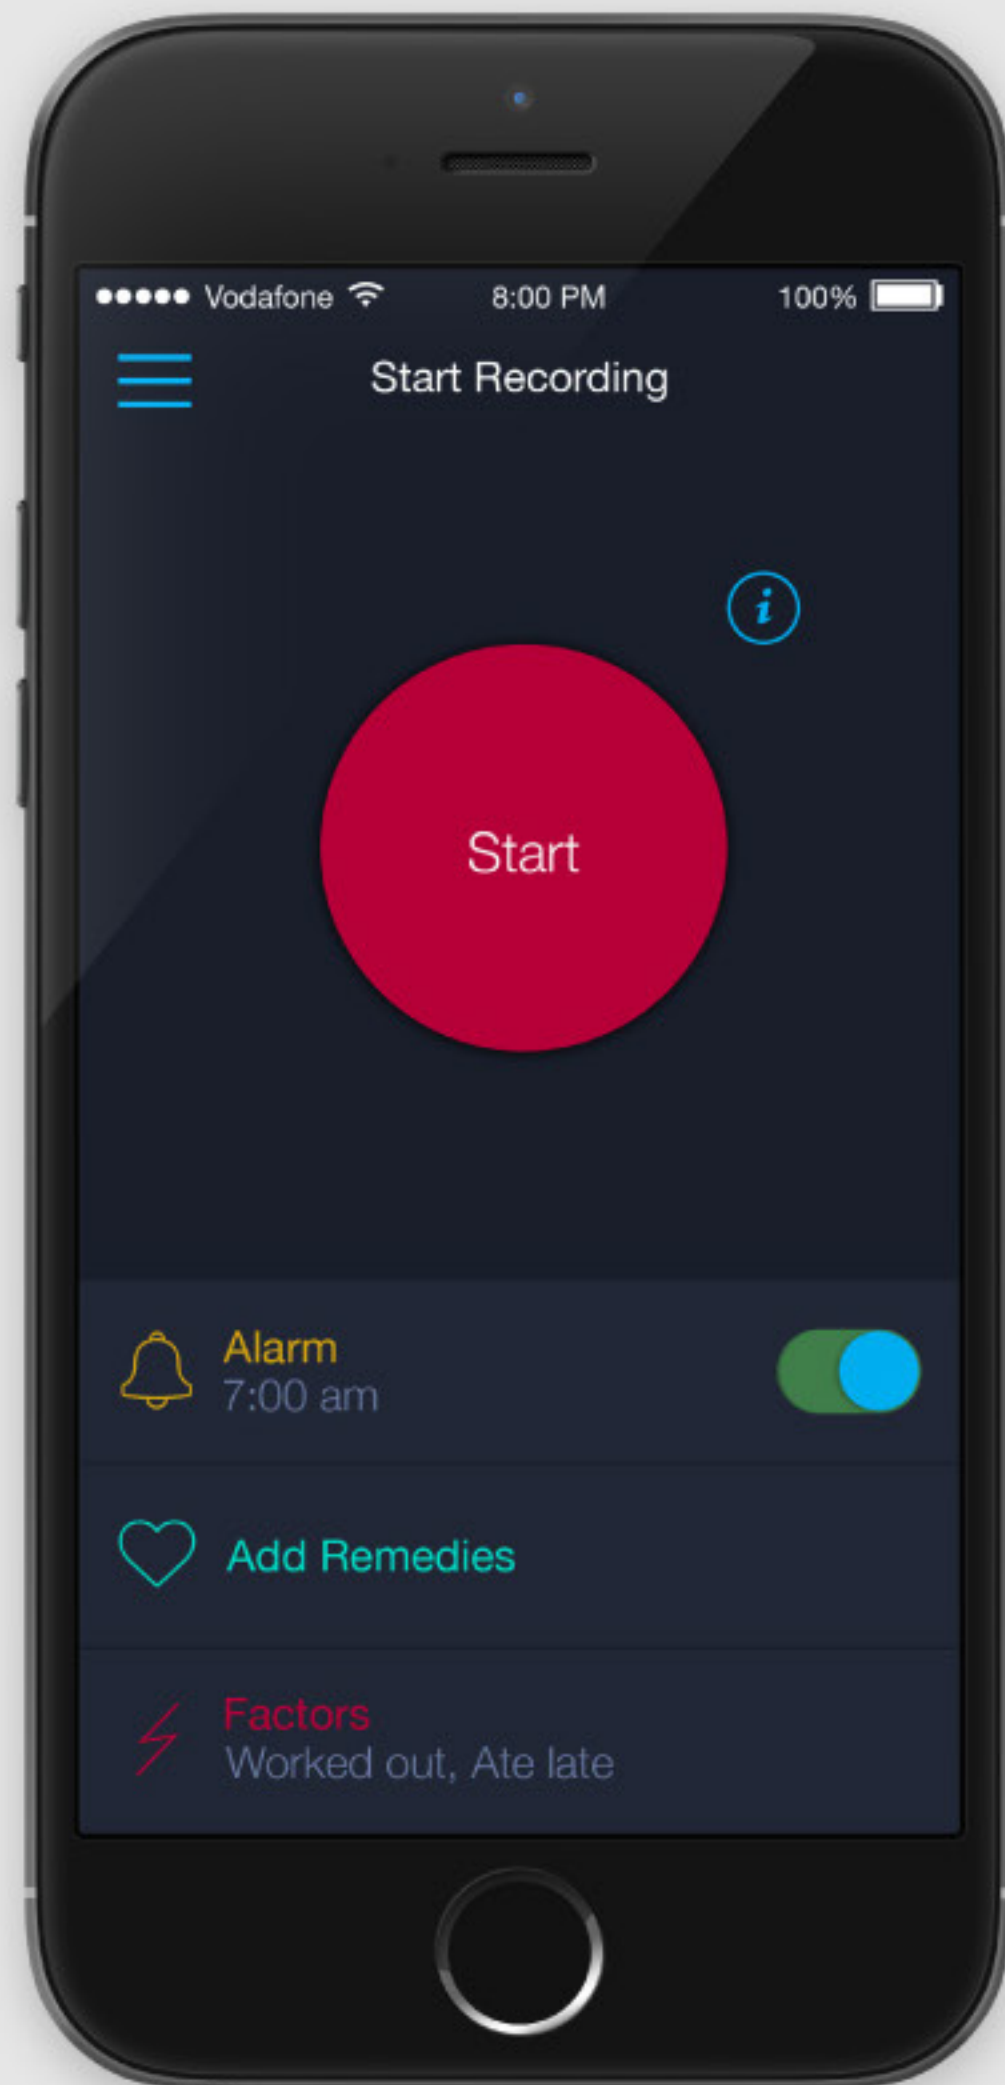 Vodafone 8:00 PM 100%
Start Recording
i
Start
Alarm
7:00 am
Add Remedies
Factors
Worked out, Ate late